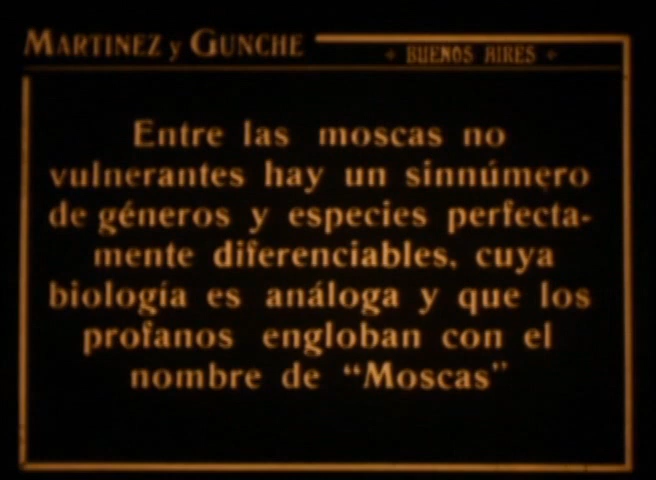 MARTINEZ y GUNCHE
BUENOS AIRES
Entre las moscas no
vulnerantes hay un sinnúmero
de géneros y especies perfecta-
mente diferenciables, cuya
biología es análoga y que los
profanos engloban con el
nombre de "Moscas"